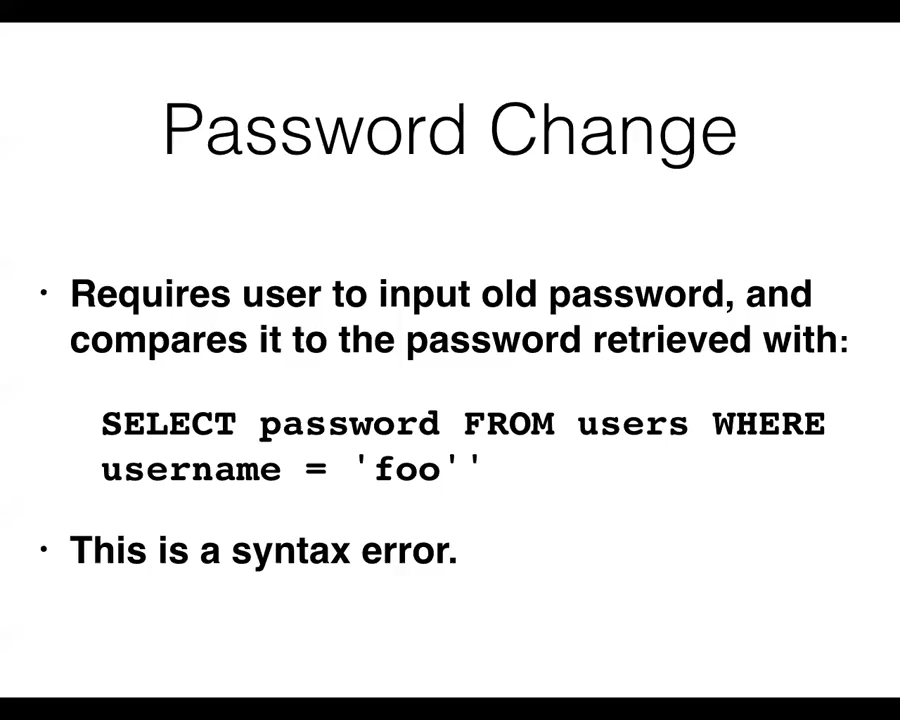 Password Change
• Requires user to input old password, and
compares it to the password retrieved with:
SELECT password FROM users WHERE
username = 'foo''
• This is a syntax error.